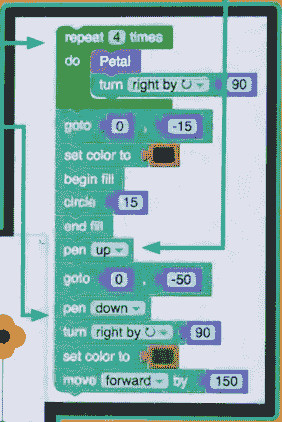 repeat 4 times
do Petal
turn right by ↻ 90
goto 0 , -15
set color to
begin fill
circle 15
end fill
pen up
goto 0 , -50
pen down
turn right by ↻ 90
set color to
move forward by 150